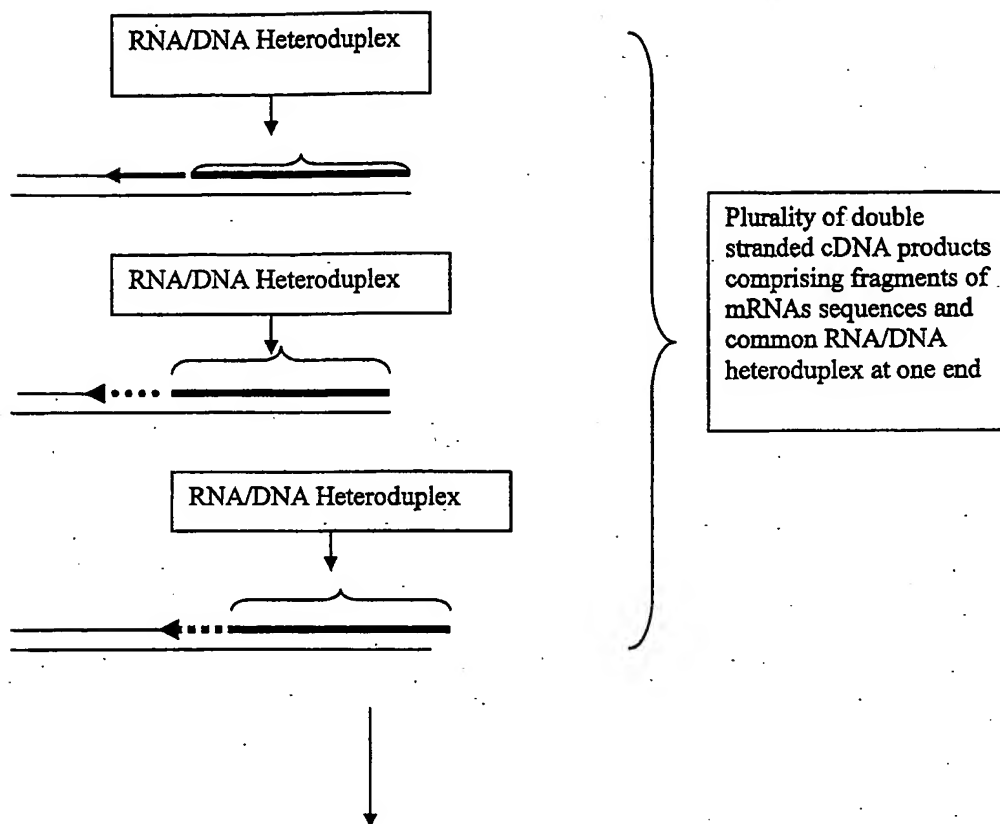 RNA/DNA Heteroduplex
RNA/DNA Heteroduplex
RNA/DNA Heteroduplex
Plurality of double
stranded cDNA products
comprising fragments of
mRNAs sequences and
common RNA/DNA
heteroduplex at one end